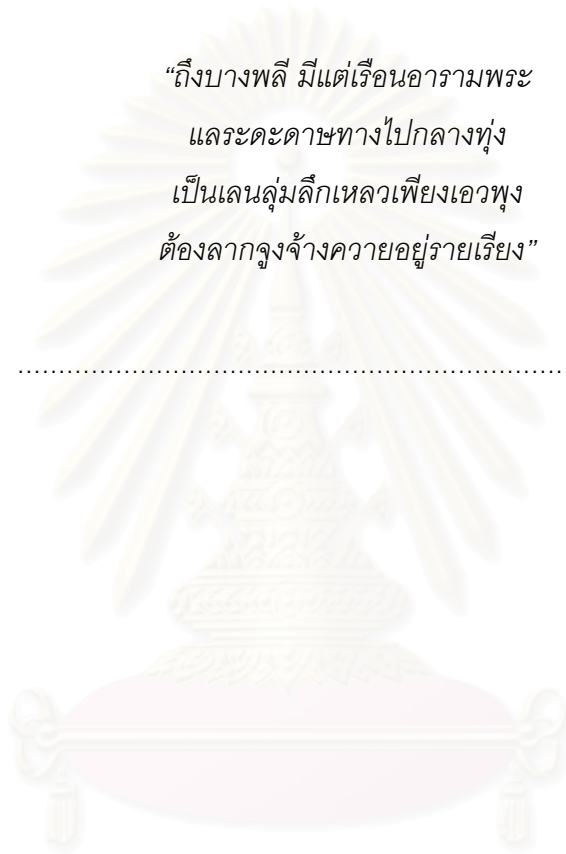 “ถึงบางพลี มีแต่เรือนอารามพระ
แลระดะดาษทางไปกลางทุ่ง
เป็นเลนลุ่มลึกเหลวเพียงเอวพุง
ต้องลากจูงจ้างควายอยู่รายเรียง”
..................................................................